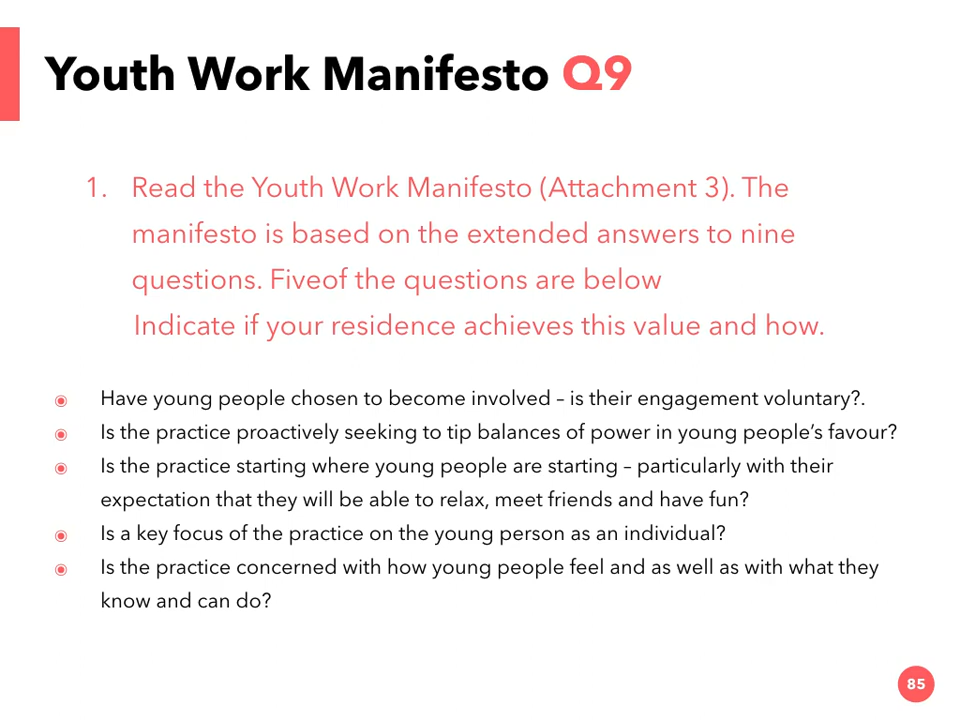 Youth Work Manifesto Q9
1. Read the Youth Work Manifesto (Attachment 3). The
manifesto is based on the extended answers to nine
questions. Fiveof the questions are below
Indicate if your residence achieves this value and how.
◉ Have young people chosen to become involved – is their engagement voluntary?.
◉ Is the practice proactively seeking to tip balances of power in young people’s favour?
◉ Is the practice starting where young people are starting – particularly with their
expectation that they will be able to relax, meet friends and have fun?
◉ Is a key focus of the practice on the young person as an individual?
◉ Is the practice concerned with how young people feel and as well as with what they
know and can do?
85